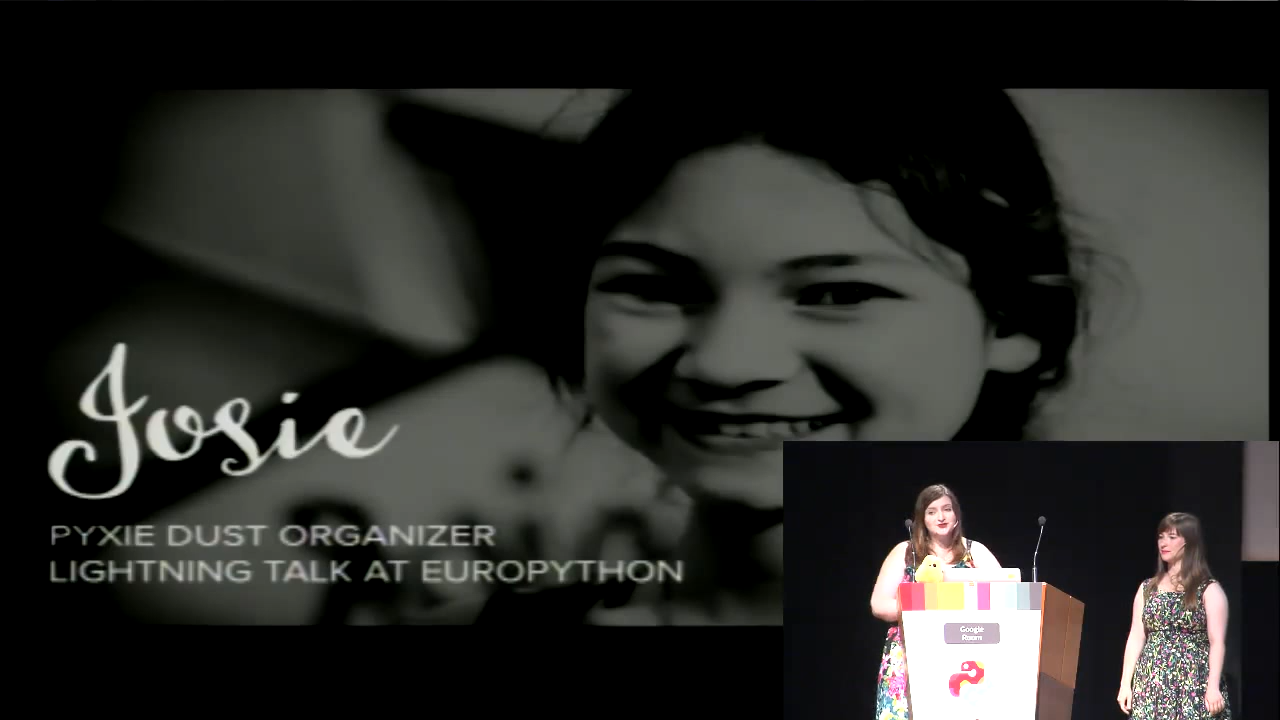 Josie
PYXIE DUST ORGANIZER
LIGHTNING TALK AT EUROPYTHON
Google
Room